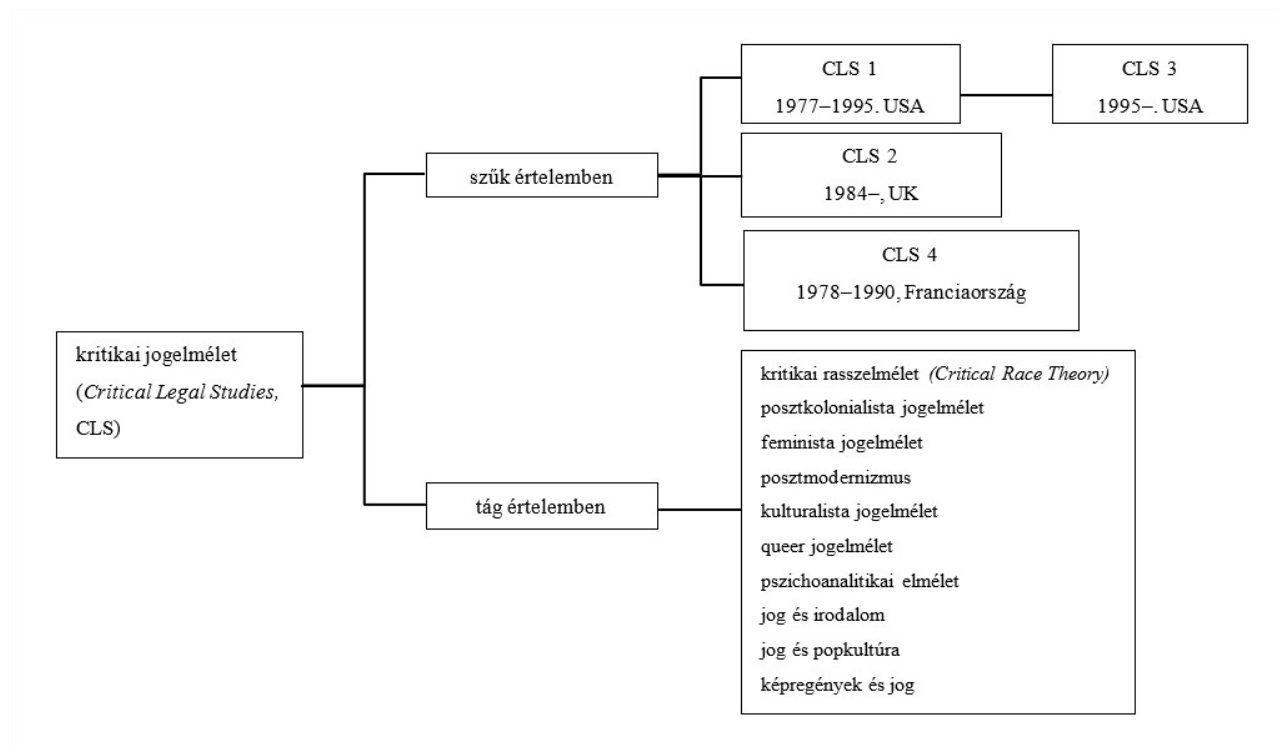 kritikai jogelmélet
(Critical Legal Studies,
CLS)
szűk értelemben
CLS 1
1977–1995. USA
CLS 3
1995–. USA
CLS 2
1984–, UK
CLS 4
1978–1990, Franciaország
tág értelemben
kritikai rasszelmélet (Critical Race Theory)
posztkolonialista jogelmélet
feminista jogelmélet
posztmodernizmus
kulturalista jogelmélet
queer jogelmélet
pszichoanalitikai elmélet
jog és irodalom
jog és popkultúra
képregények és jog